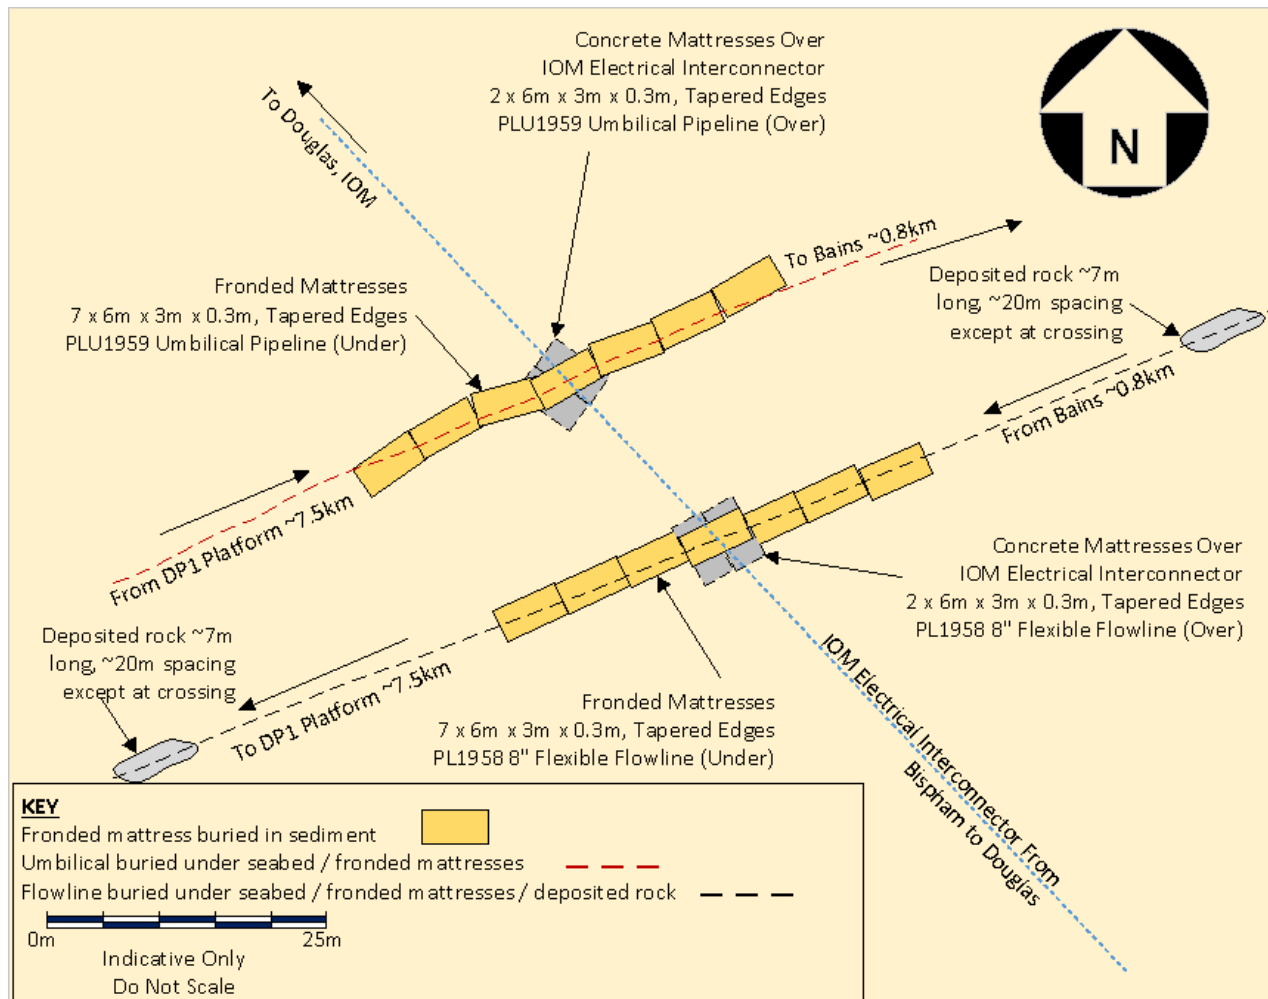 Concrete Mattresses Over
IOM Electrical Interconnector
2 x 6m x 3m x 0.3m, Tapered Edges
PLU1959 Umbilical Pipeline (Over)
N
To Douglas, IOM
To Bains ~0.8km
Fronded Mattresses
7 x 6m x 3m x 0.3m, Tapered Edges
PLU1959 Umbilical Pipeline (Under)
Deposited rock ~7m
long, ~20m spacing
except at crossing
From Bains ~0.8km
From DP1 Platform ~7.5km
Concrete Mattresses Over
IOM Electrical Interconnector
2 x 6m x 3m x 0.3m, Tapered Edges
PL1958 8" Flexible Flowline (Over)
Deposited rock ~7m
long, ~20m spacing
except at crossing
To DP1 Platform ~7.5km
Fronded Mattresses
7 x 6m x 3m x 0.3m, Tapered Edges
PL1958 8" Flexible Flowline (Under)
IOM Electrical Interconnector From
Bispham to Douglas
KEY
Fronded mattress buried in sediment
Umbilical buried under seabed / fronded mattresses
Flowline buried under seabed / fronded mattresses / deposited rock
0m 25m
Indicative Only
Do Not Scale